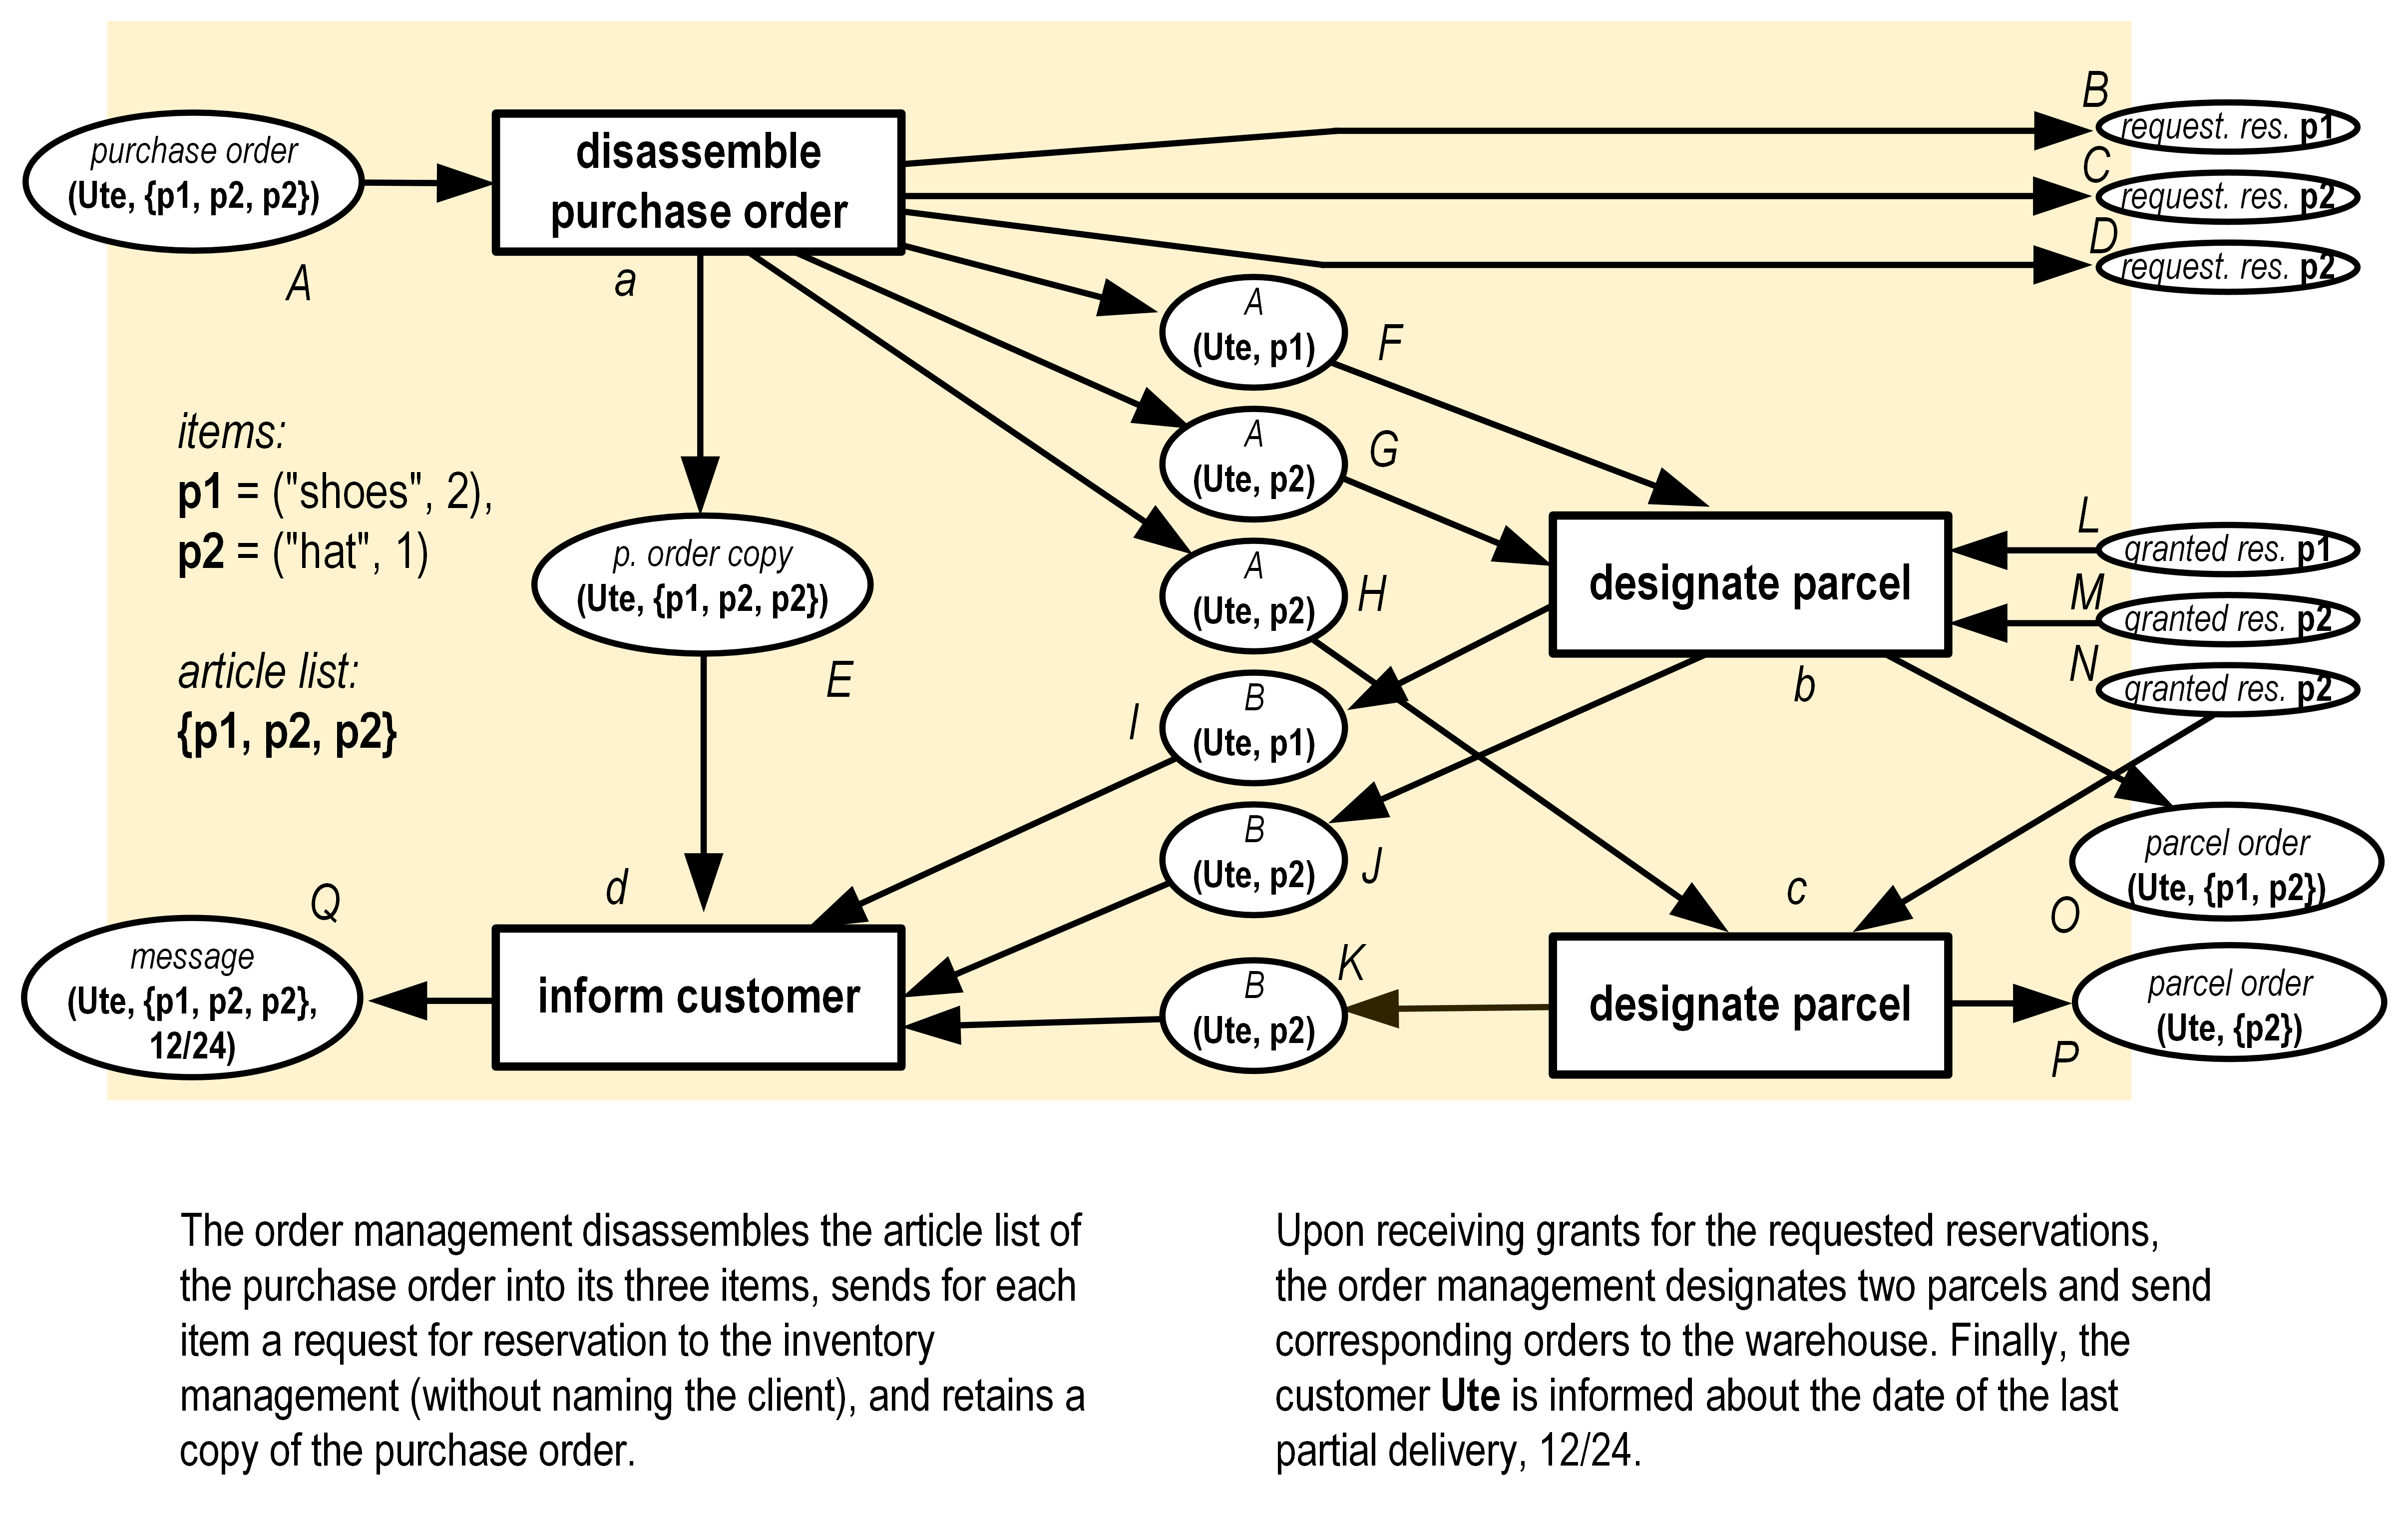 purchase order
(Ute, {p1, p2, p2})
A
disassemble
purchase order
a
B
request. res. p1
C
request. res. p2
D
request. res. p2
A
(Ute, p1)
F
A
(Ute, p2)
G
A
(Ute, p2)
H
items:
p1 = ("shoes", 2),
p2 = ("hat", 1)
article list:
{p1, p2, p2}
p. order copy
(Ute, {p1, p2, p2})
E
designate parcel
b
L
granted res. p1
M
granted res. p2
N
granted res. p2
I
B
(Ute, p1)
B
(Ute, p2)
J
B
(Ute, p2)
K
parcel order
(Ute, {p1, p2})
O
c
designate parcel
parcel order
(Ute, {p2})
P
d
inform customer
Q
message
(Ute, {p1, p2, p2},
12/24)
The order management disassembles the article list of
the purchase order into its three items, sends for each
item a request for reservation to the inventory
management (without naming the client), and retains a
copy of the purchase order.
Upon receiving grants for the requested reservations,
the order management designates two parcels and send
corresponding orders to the warehouse. Finally, the
customer Ute is informed about the date of the last
partial delivery, 12/24.